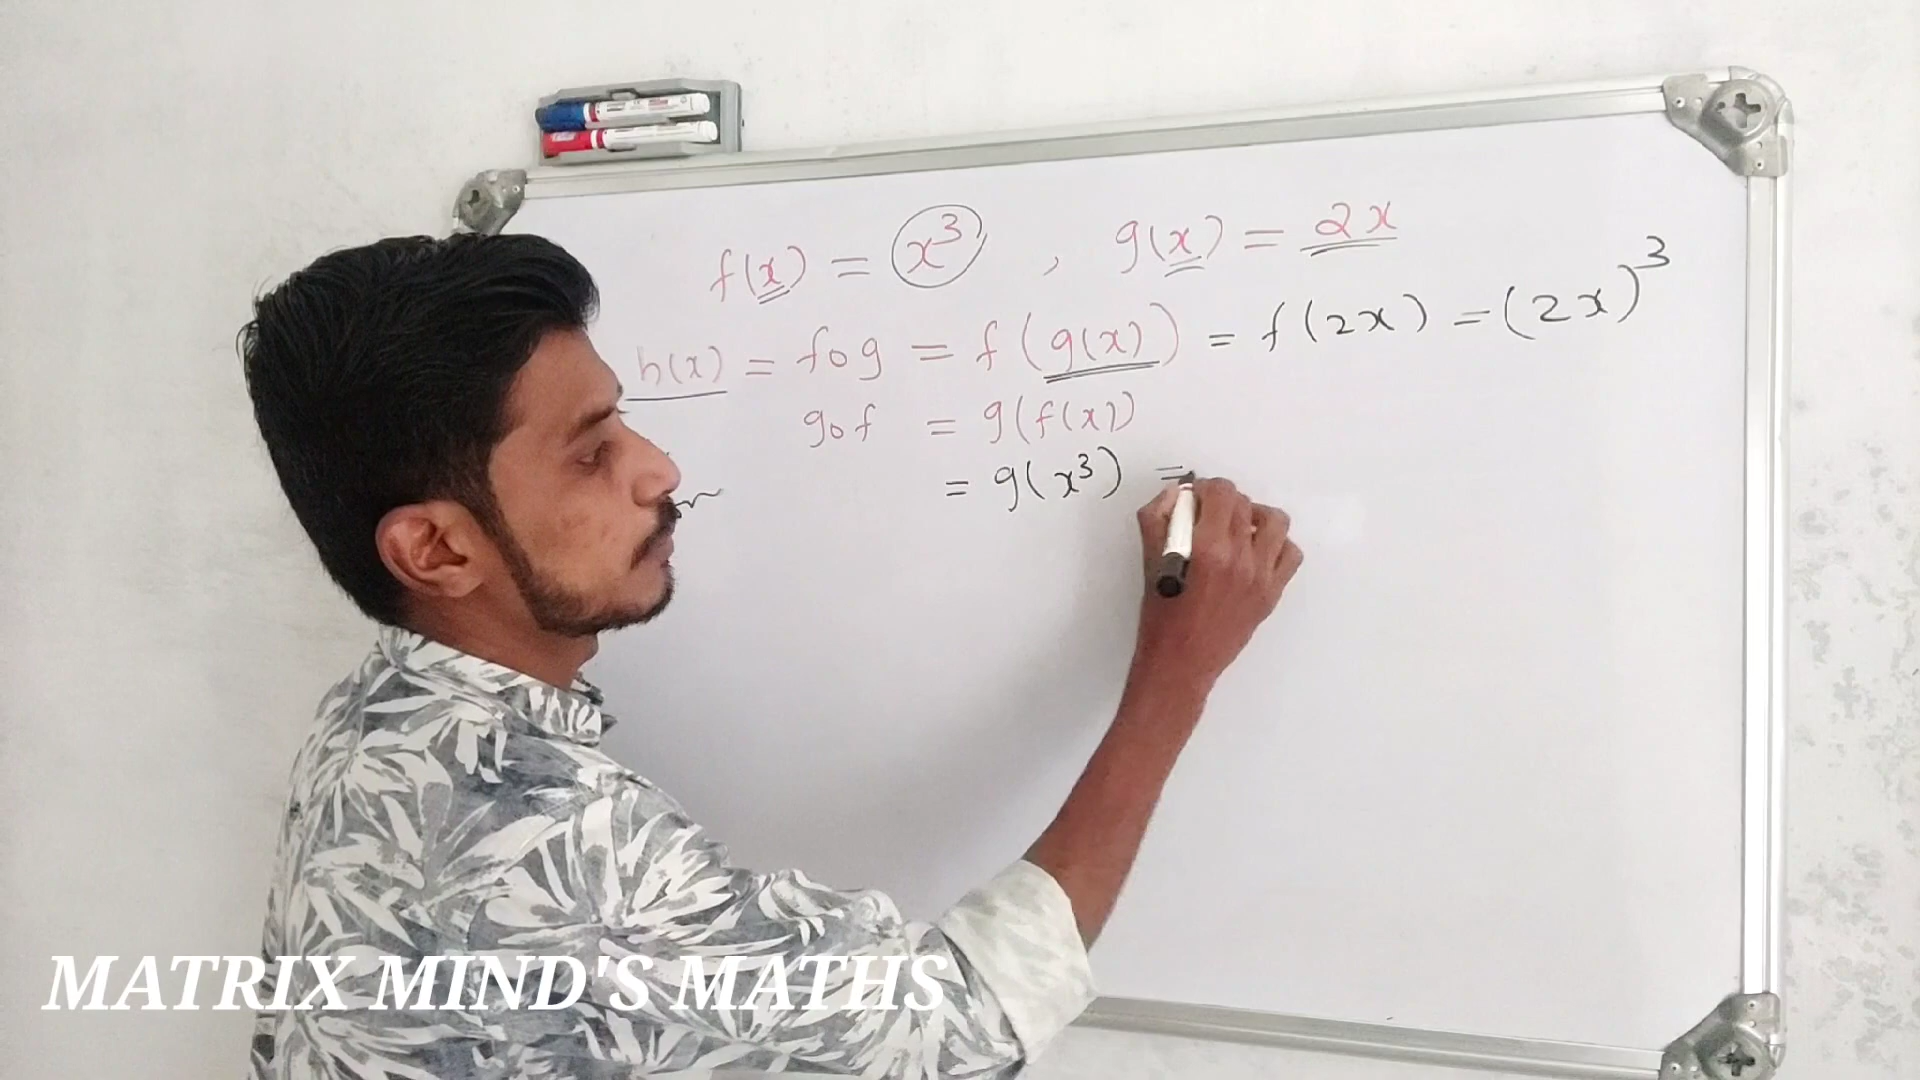 f(x) = x³ , g(x) = 2x
h(x) = fog = f(g(x)) = f(2x) = (2x)³
gof = g(f(x))
= g(x³) =
MATRIX MIND'S MATHS